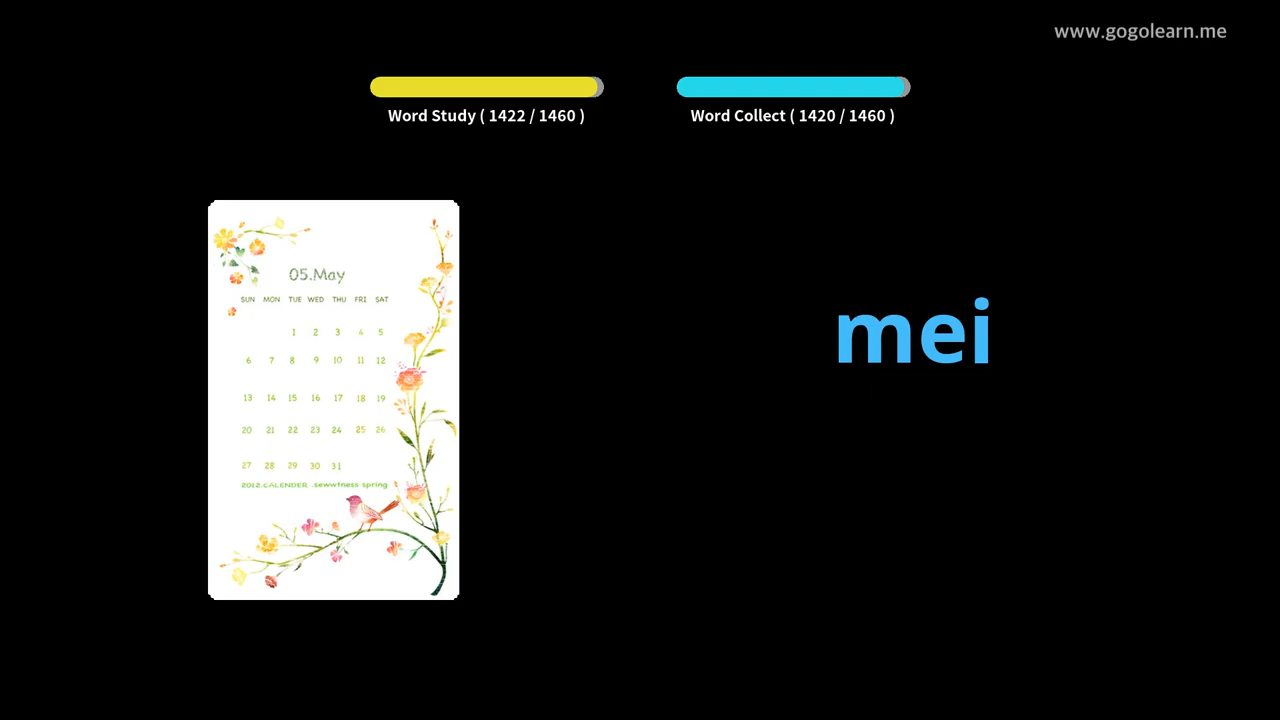 www.gogolearn.me
Word Study ( 1422 / 1460 )
Word Collect ( 1420 / 1460 )
05.May
SUN MON TUE WED THU FRI SAT
1 2 3 4 5
6 7 8 9 10 11 12
13 14 15 16 17 18 19
20 21 22 23 24 25 26
27 28 29 30 31
2012.CALENDER .sewwtness spring
mei